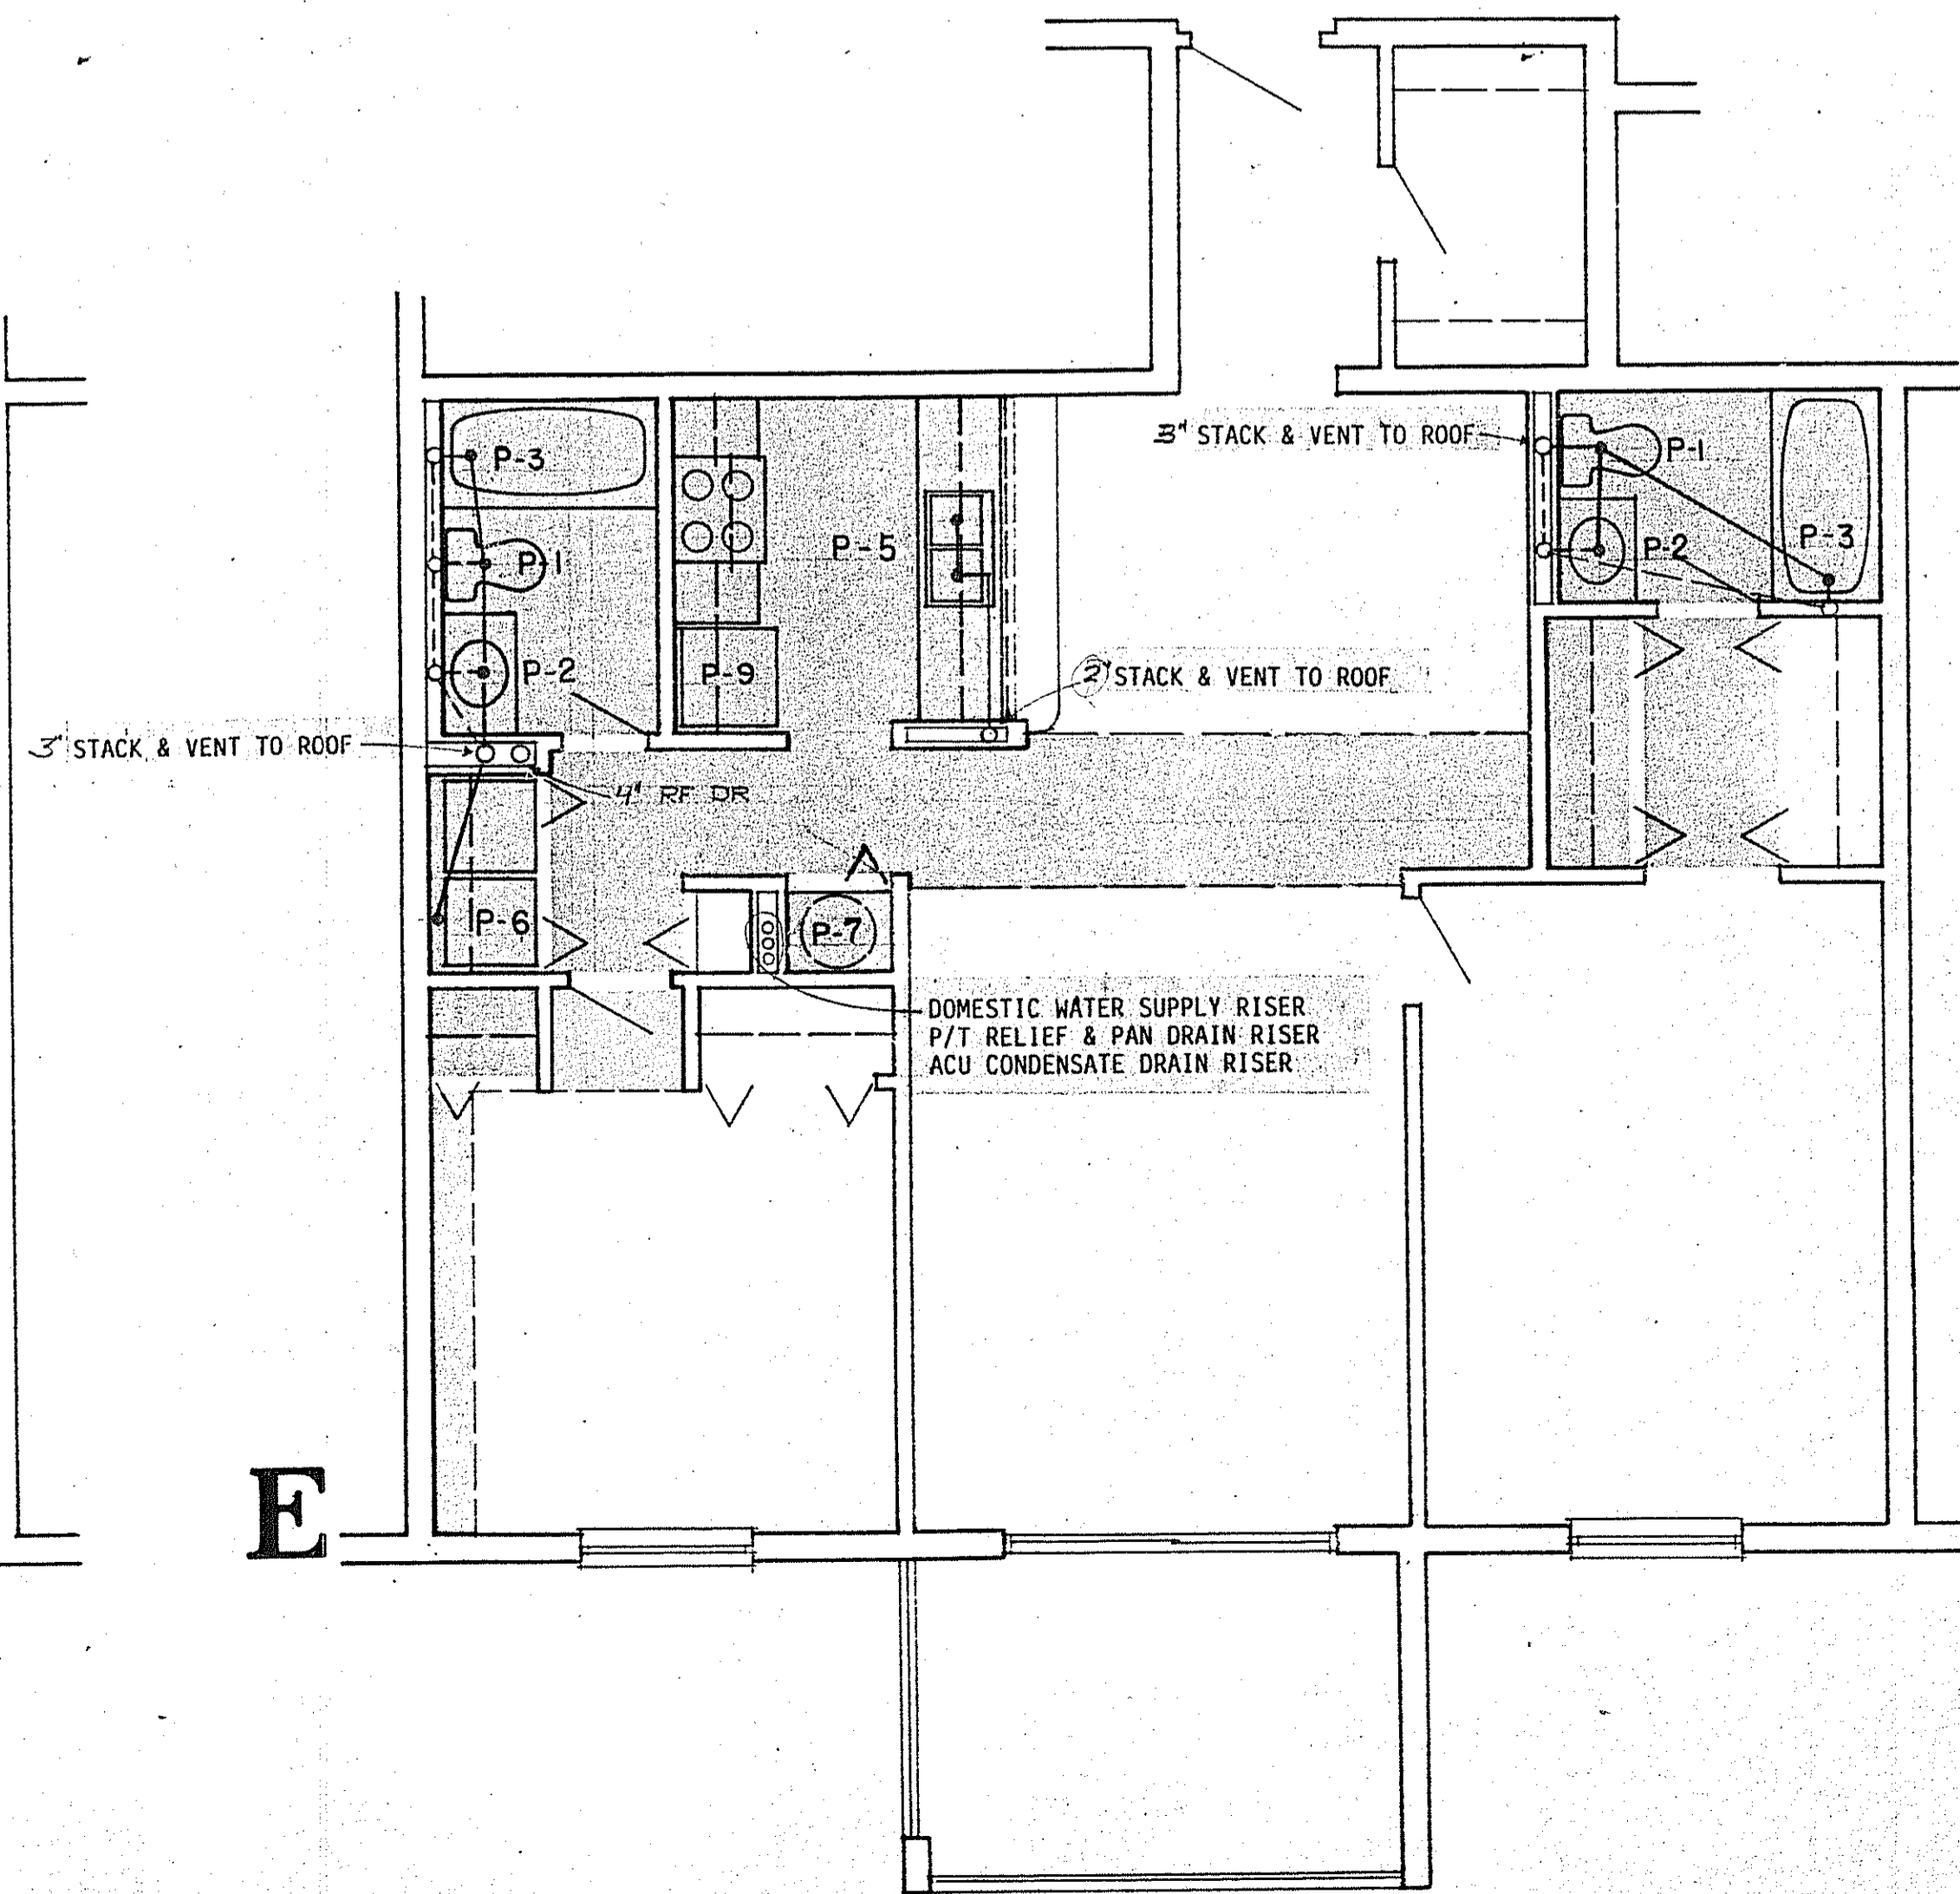 3" STACK & VENT TO ROOF
P-3
P-1
P-1
P-5
P-2
P-3
P-2
P-9
2" STACK & VENT TO ROOF
3" STACK & VENT TO ROOF
4" RF DR
P-6
P-7
DOMESTIC WATER SUPPLY RISER
P/T RELIEF & PAN DRAIN RISER
ACU CONDENSATE DRAIN RISER
E